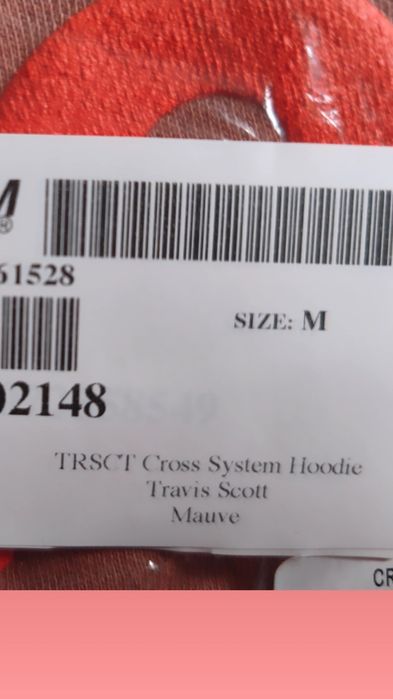 M
®
61528
SIZE: M
02148
TRSCT Cross System Hoodie
Travis Scott
Mauve
CR